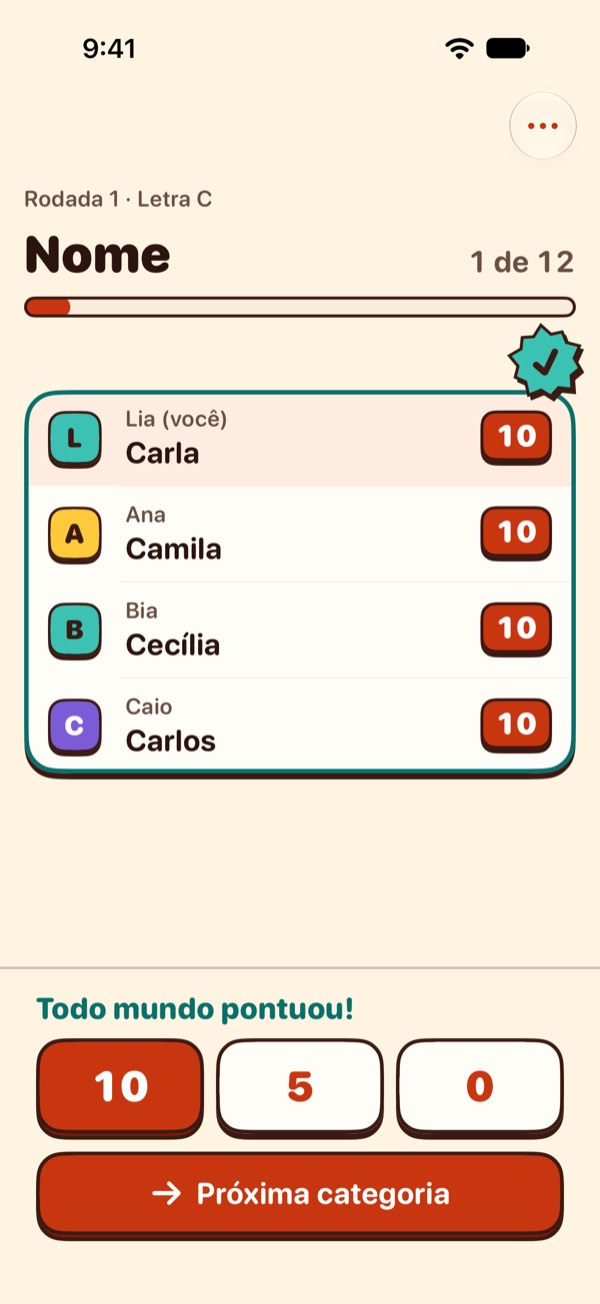 9:41
Rodada 1 · Letra C
Nome
1 de 12
L
Lia (você)
Carla
10
A
Ana
Camila
10
B
Bia
Cecília
10
C
Caio
Carlos
10
Todo mundo pontuou!
10
5
0
→ Próxima categoria